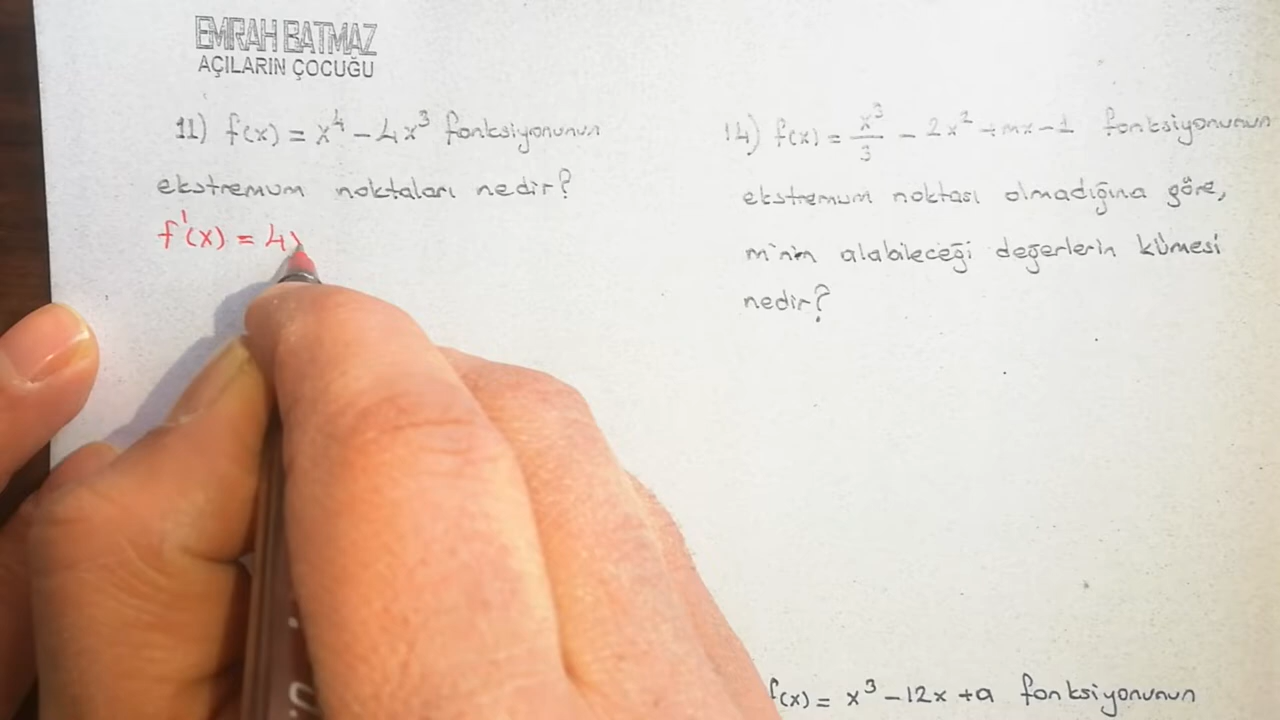 EMRAH BATMAZ
AÇILARIN ÇOCUĞU
11) f(x) = x⁴ - 4x³ fonksiyonunun
ekstremum noktaları nedir?
f'(x) = 4x
14) f(x) = x³/3 - 2x² + mx - 1 fonksiyonunun
ekstremum noktası olmadığına göre,
m'nin alabileceği değerlerin kümesi
nedir?
f(x) = x³ - 12x + a fonksiyonunun